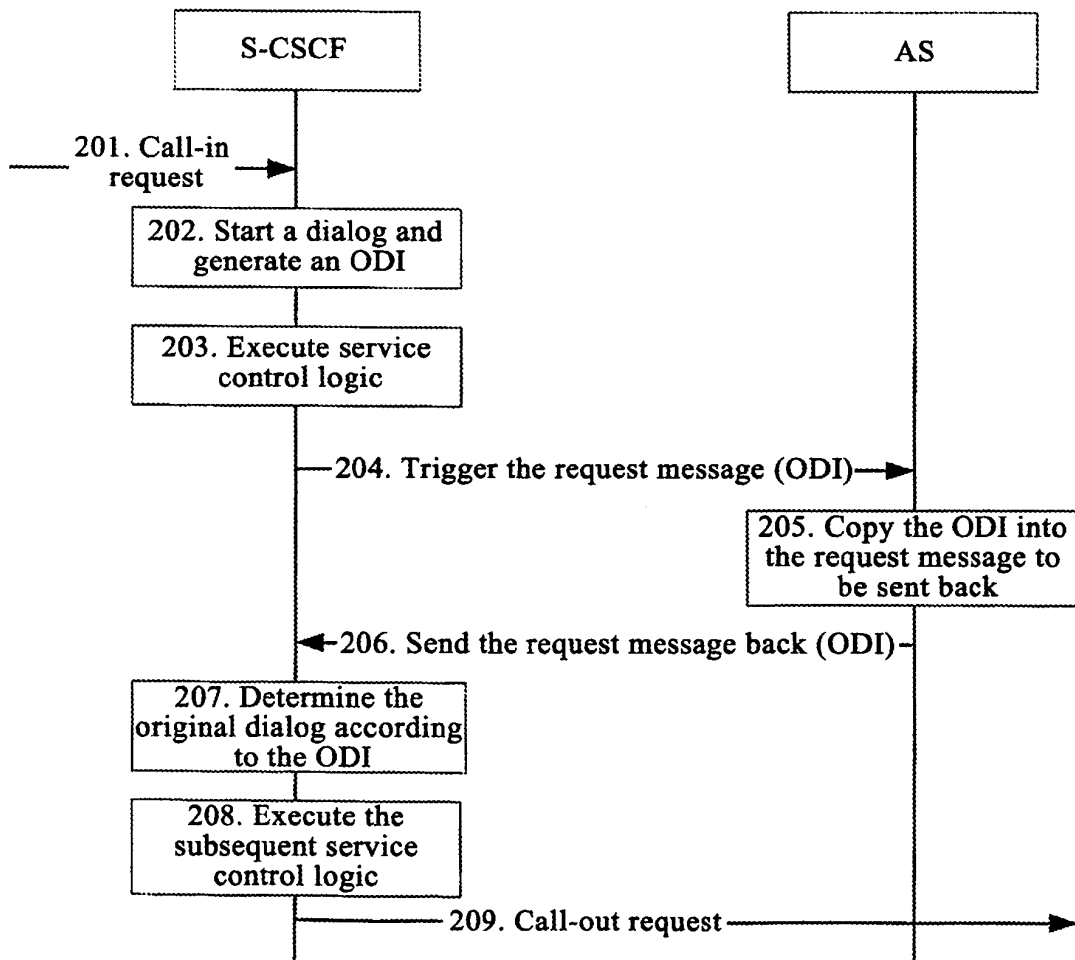 S-CSCF
AS
201. Call-in
request
202. Start a dialog and
generate an ODI
203. Execute service
control logic
204. Trigger the request message (ODI)
205. Copy the ODI into
the request message to
be sent back
206. Send the request message back (ODI)
207. Determine the
original dialog according
to the ODI
208. Execute the
subsequent service
control logic
209. Call-out request